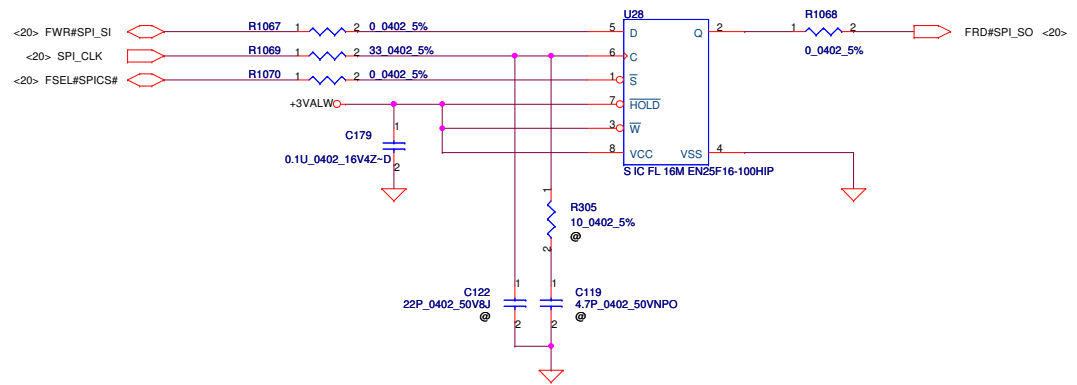 U28
R1068
<20> FWR#SPI_SI R1067 1 2 0_0402_5% 5 D Q 2 1 2 FRD#SPI_SO <20>
<20> SPI_CLK R1069 1 2 33_0402_5% 6 C 0_0402_5%
<20> FSEL#SPICS# R1070 1 2 0_0402_5% 1 S
+3VALW 7 HOLD
3 W
C179 1
0.1U_0402_16V4Z~D 2
8 VCC VSS 4
S IC FL 16M EN25F16-100HIP
1
R305
10_0402_5%
@
2
C122 1
22P_0402_50V8J
@
2
1 C119
4.7P_0402_50VNPO
@
2